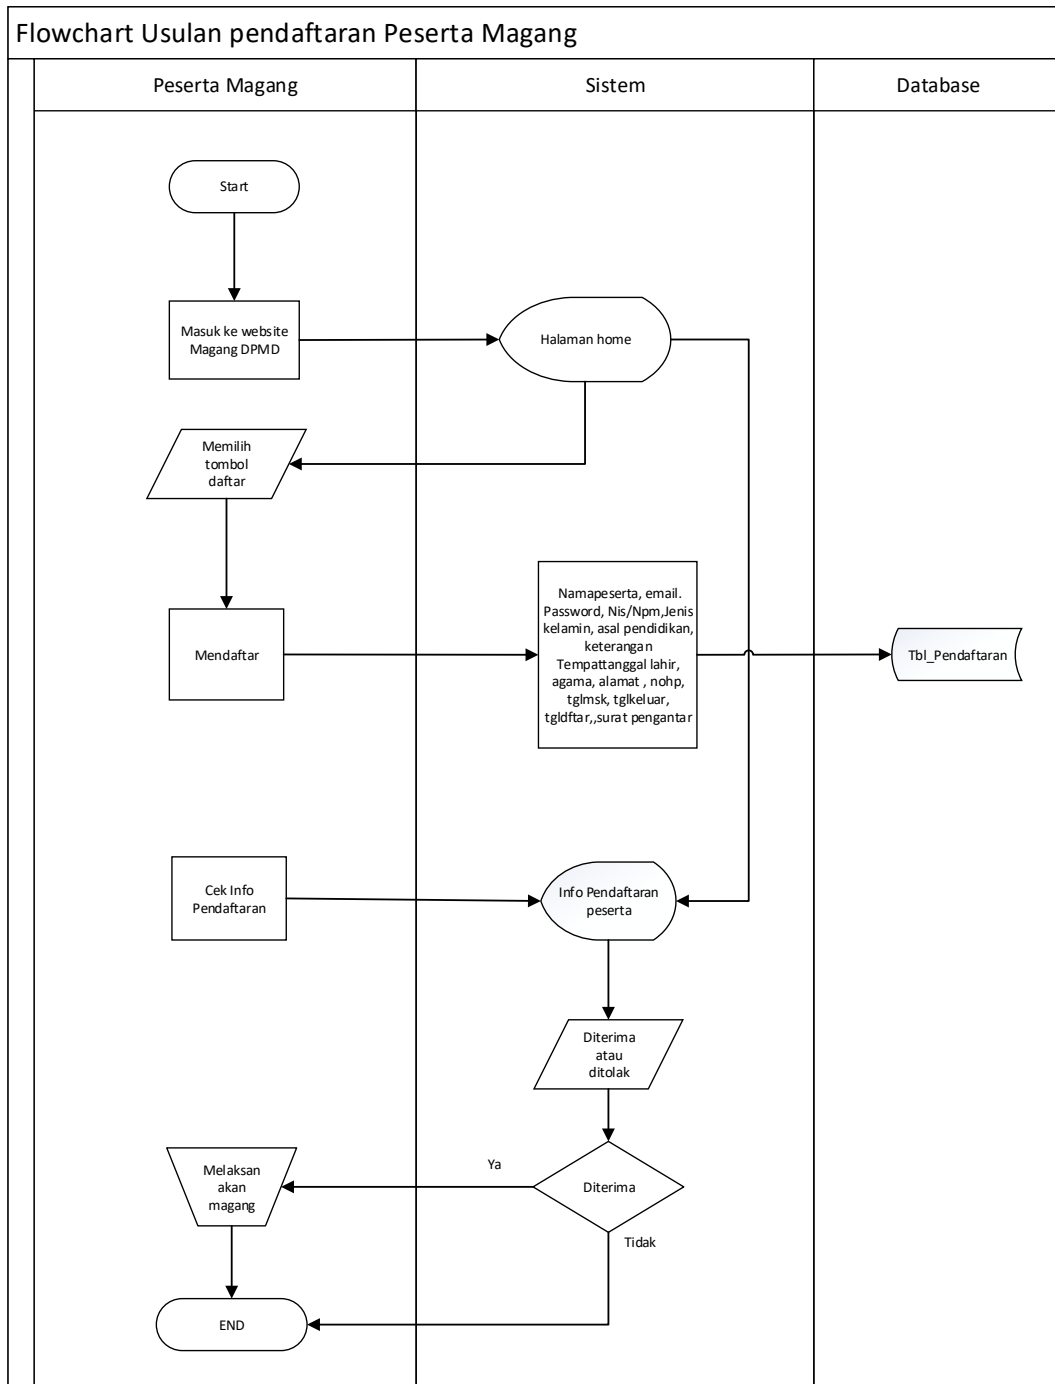 Flowchart Usulan pendaftaran Peserta Magang
Peserta Magang
Sistem
Database
Start
Masuk ke website
Magang DPMD
Halaman home
Memilih
tombol
daftar
Mendaftar
Namapeserta, email.
Password, Nis/Npm,Jenis
kelamin, asal pendidikan,
keterangan
Tempattanggal lahir,
agama, alamat , nohp,
tglmsk, tglkeluar,
tgldftar,,surat pengantar
Tbl_Pendaftaran
Cek Info
Pendaftaran
Info Pendaftaran
peserta
Diterima
atau
ditolak
Melaksan
akan
magang
Ya
Diterima
Tidak
END